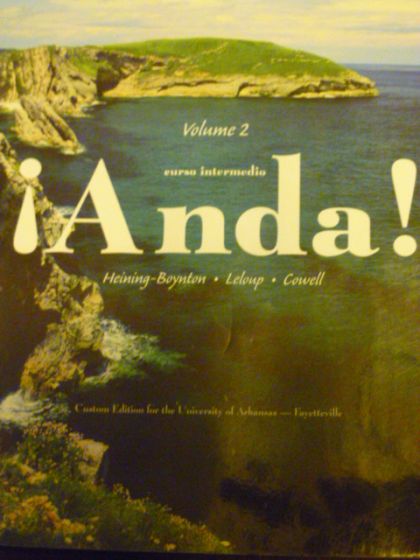 Volume 2
curso intermedio
¡Anda!
Heining-Boynton • Leloup • Cowell
Custom Edition for the University of Arkansas — Fayetteville